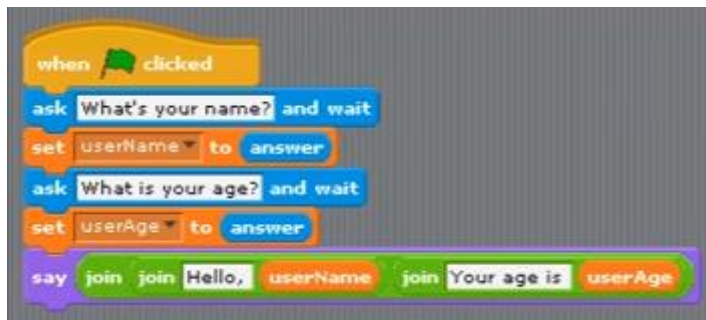 when clicked
ask What's your name? and wait
set userName to answer
ask What is your age? and wait
set userAge to answer
say join join Hello, userName join Your age is userAge